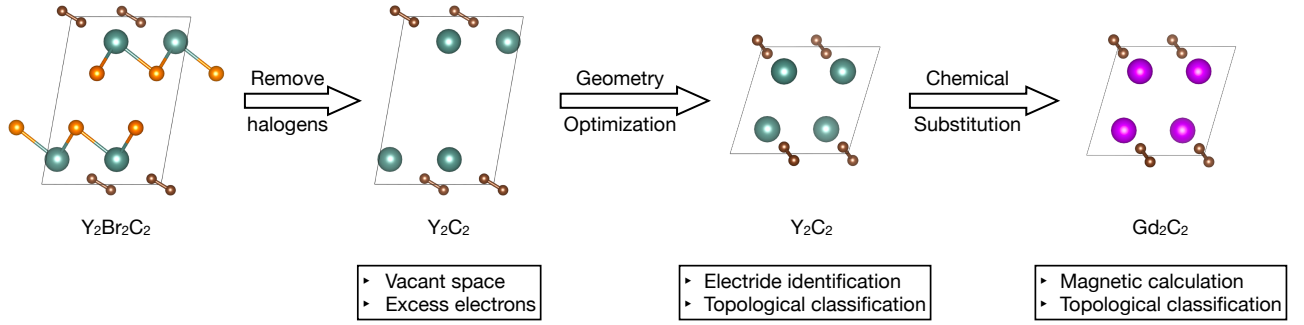 Remove
halogens
Geometry
Optimization
Chemical
Substitution
Y₂Br₂C₂
Y₂C₂
Y₂C₂
Gd₂C₂
‣ Vacant space
‣ Excess electrons
‣ Electride identification
‣ Topological classification
‣ Magnetic calculation
‣ Topological classification